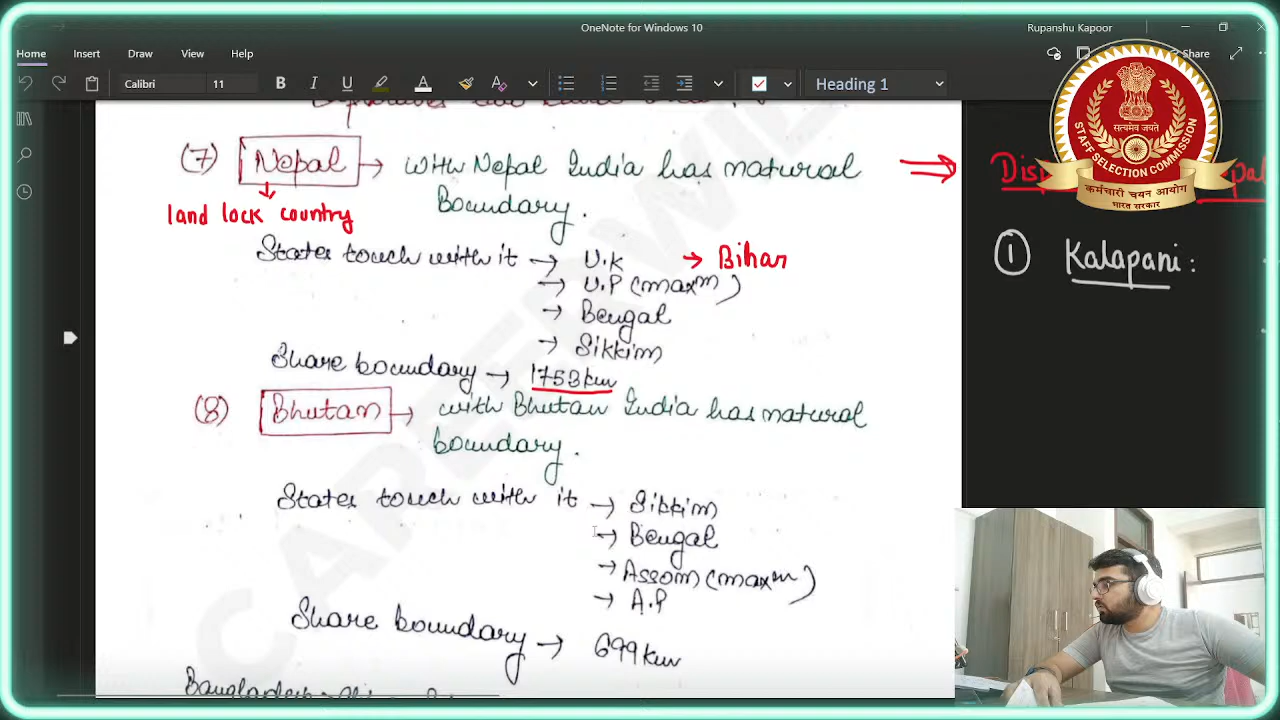 OneNote for Windows 10
Rupanshu Kapoor
Home Insert Draw View Help
Share
Calibri 11 B I U A Heading 1
(7) Nepal → with Nepal India has natural
Boundary.
land lock country
States touch with it → U.K → Bihar
→ U.P (maxm)
→ Bengal
→ Sikkim
Share boundary → 1753km
(8) Bhutan → with Bhutan India has natural
boundary.
States touch with it → Sikkim
→ Bengal
→ Assom (maxm)
→ A.P
Share boundary → 699km
① Kalapani:
STAFF SELECTION COMMISSION
सत्यमेव जयते
कर्मचारी चयन आयोग
भारत सरकार